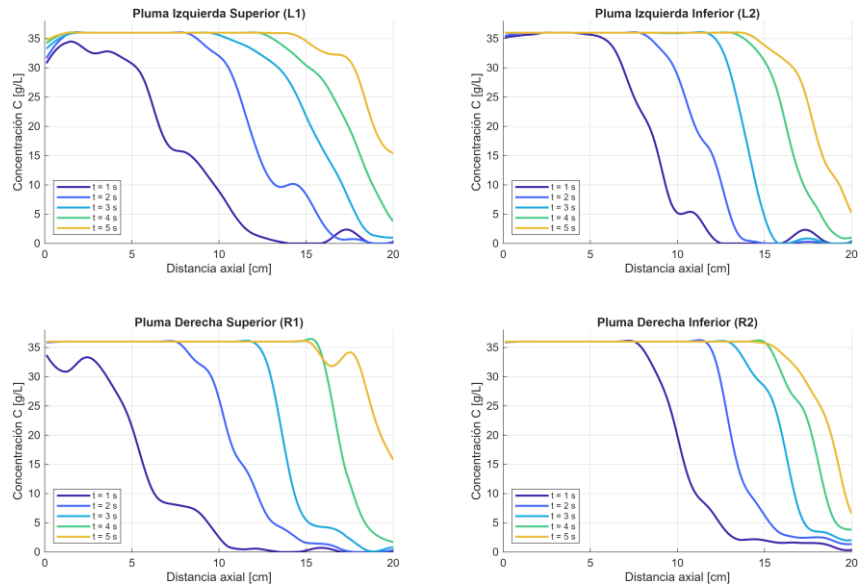 Pluma Izquierda Superior (L1)
Concentración C [g/L]
35
30
25
20
15
10
5
0
t = 1 s
t = 2 s
t = 3 s
t = 4 s
t = 5 s
0 5 10 15 20
Distancia axial [cm]
Pluma Izquierda Inferior (L2)
Concentración C [g/L]
35
30
25
20
15
10
5
0
t = 1 s
t = 2 s
t = 3 s
t = 4 s
t = 5 s
0 5 10 15 20
Distancia axial [cm]
Pluma Derecha Superior (R1)
Concentración C [g/L]
35
30
25
20
15
10
5
0
t = 1 s
t = 2 s
t = 3 s
t = 4 s
t = 5 s
0 5 10 15 20
Distancia axial [cm]
Pluma Derecha Inferior (R2)
Concentración C [g/L]
35
30
25
20
15
10
5
0
t = 1 s
t = 2 s
t = 3 s
t = 4 s
t = 5 s
0 5 10 15 20
Distancia axial [cm]